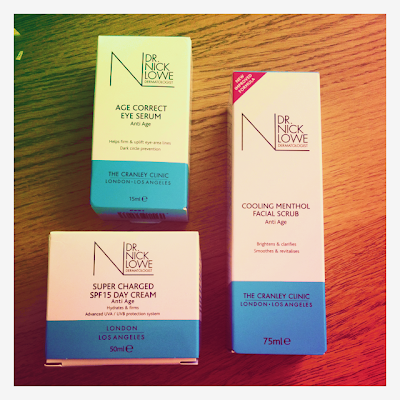 DR.
NICK
LOWE
DERMATOLOGIST
AGE CORRECT
EYE SERUM
Anti Age
Helps firm & uplift eye area lines
Dark circle prevention
THE CRANLEY CLINIC
LONDON • LOS ANGELES
15ml e
DR.
NICK
LOWE
DERMATOLOGIST
SUPER CHARGED
SPF15 DAY CREAM
Anti Age
Hydrates & firms
Advanced UVA / UVB protection system
LONDON
LOS ANGELES
50ml e
NEW
IMPROVED
FORMULA
DR.
NICK
LOWE
DERMATOLOGIST
COOLING MENTHOL
FACIAL SCRUB
Anti Age
Brightens & clarifies
Smoothes & revitalises
THE CRANLEY CLINIC
LONDON • LOS ANGELES
75ml e